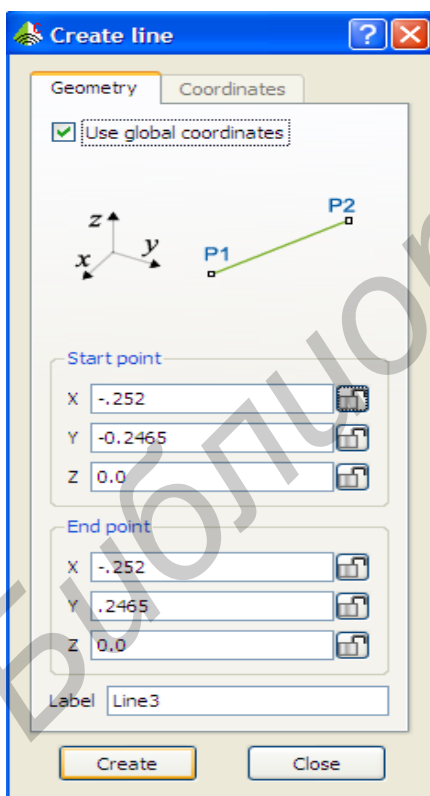 Create line
Geometry Coordinates
Use global coordinates
z
x y
P1
P2
Start point
X -.252
Y -0.2465
Z 0.0
End point
X -.252
Y .2465
Z 0.0
Label Line3
Create Close